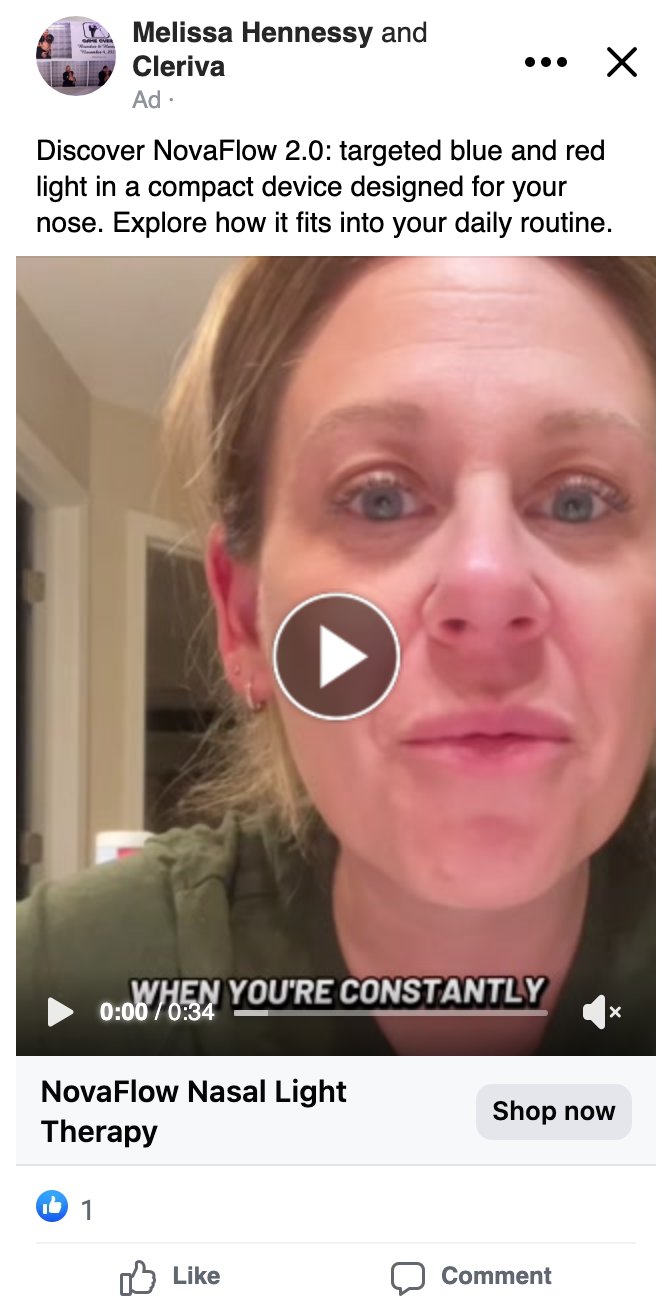 Melissa Hennessy and
Cleriva
Ad ·
Discover NovaFlow 2.0: targeted blue and red
light in a compact device designed for your
nose. Explore how it fits into your daily routine.
WHEN YOU'RE CONSTANTLY
0:00 / 0:34
NovaFlow Nasal Light
Therapy
Shop now
1
Like
Comment